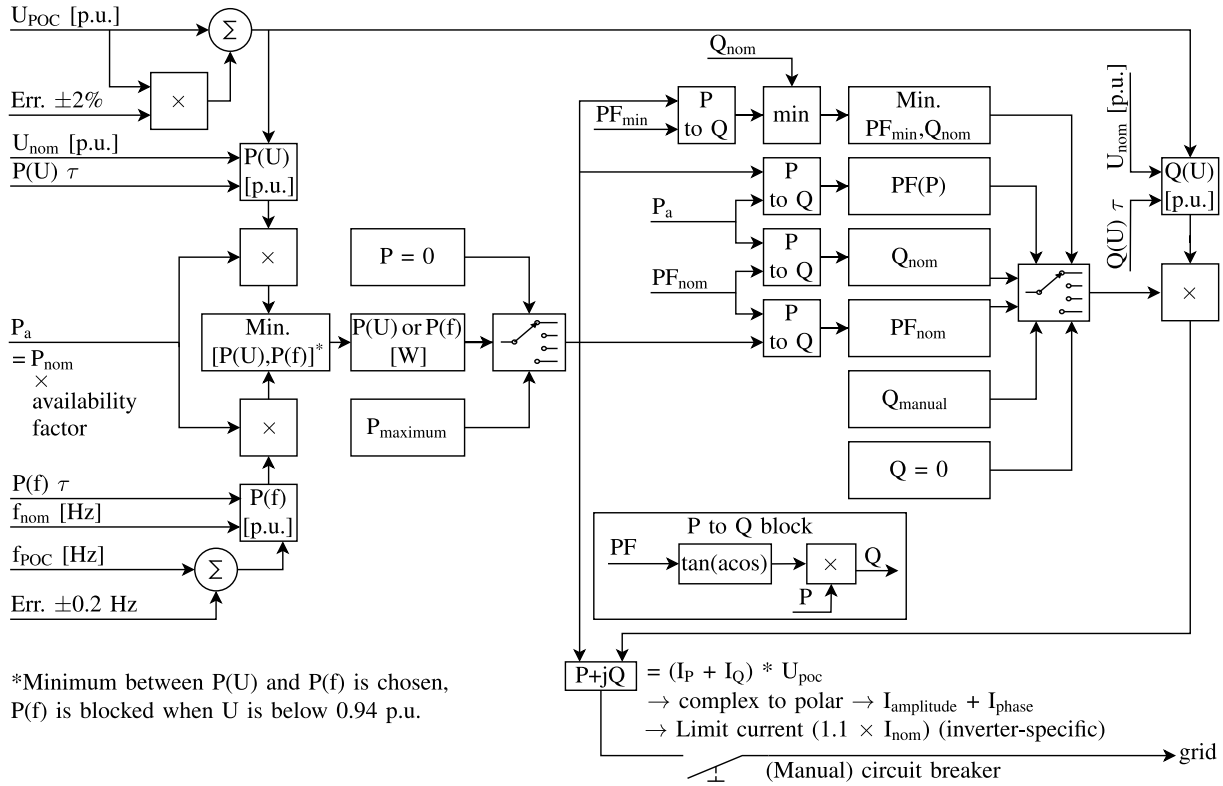 U_POC [p.u.]
Σ
Err. ±2%
×
U_nom [p.u.]
P(U) τ
P(U)
[p.u.]
×
P_a
= P_nom
×
availability
factor
Min.
[P(U),P(f)]*
×
P(f) τ
f_nom [Hz]
P(f)
[p.u.]
f_POC [Hz]
Σ
Err. ±0.2 Hz
P = 0
P(U) or P(f)
[W]
P_maximum
Q_nom
PF_min
P
to Q
min
Min.
PF_min,Q_nom
P
to Q
PF(P)
P_a
P
to Q
Q_nom
PF_nom
P
to Q
PF_nom
Q_manual
Q = 0
U_nom [p.u.]
Q(U) τ
Q(U)
[p.u.]
×
P to Q block
PF
tan(acos)
×
Q
P
P+jQ
= (I_P + I_Q) * U_poc
→ complex to polar → I_amplitude + I_phase
→ Limit current (1.1 × I_nom) (inverter-specific)
grid
(Manual) circuit breaker
*Minimum between P(U) and P(f) is chosen,
P(f) is blocked when U is below 0.94 p.u.